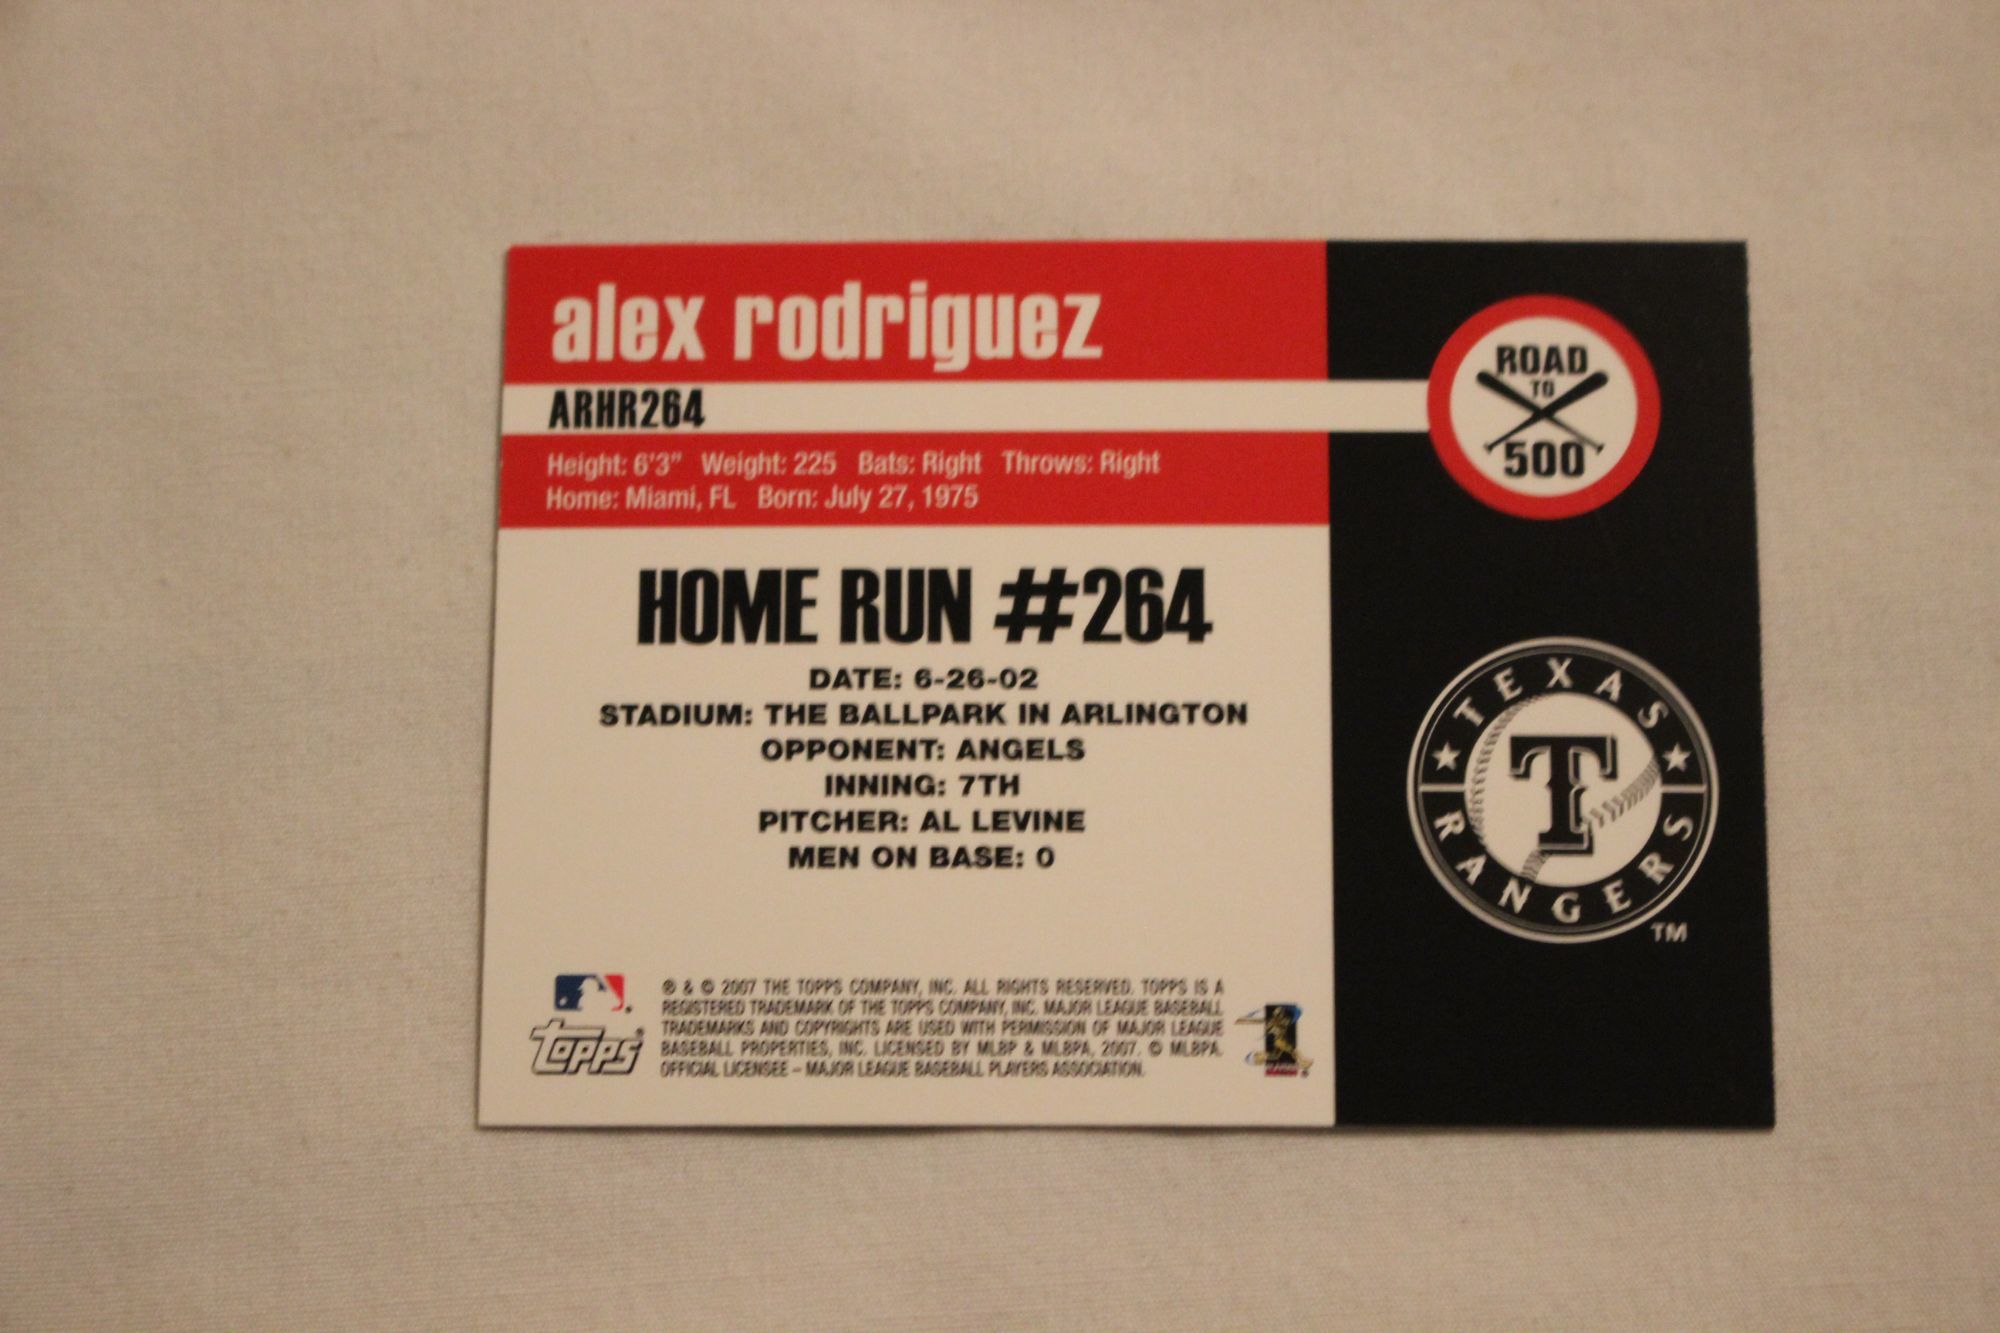 alex rodriguez
ARHR264
Height: 6'3" Weight: 225 Bats: Right Throws: Right
Home: Miami, FL Born: July 27, 1975
ROAD
TO
500
HOME RUN #264
DATE: 6-26-02
STADIUM: THE BALLPARK IN ARLINGTON
OPPONENT: ANGELS
INNING: 7TH
PITCHER: AL LEVINE
MEN ON BASE: 0
TEXAS
T
RANGERS
TM
® & © 2007 THE TOPPS COMPANY, INC. ALL RIGHTS RESERVED. TOPPS IS A
REGISTERED TRADEMARK OF THE TOPPS COMPANY, INC. MAJOR LEAGUE BASEBALL
TRADEMARKS AND COPYRIGHTS ARE USED WITH PERMISSION OF MAJOR LEAGUE
BASEBALL PROPERTIES, INC. LICENSED BY MLBP & MLBPA, 2007. © MLBPA.
OFFICIAL LICENSEE – MAJOR LEAGUE BASEBALL PLAYERS ASSOCIATION.
topps